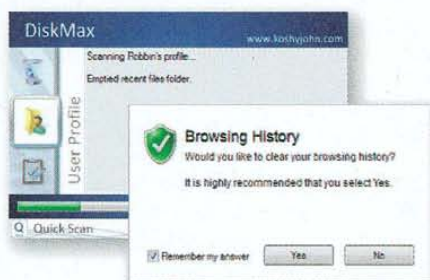 DiskMax
www.koshyjohn.com
Scanning Robbin's profile...
Emptied recent files folder.
User Profile
Browsing History
Would you like to clear your browsing history?
It is highly recommended that you select Yes.
Remember my answer
Yes
No
Quick Scan